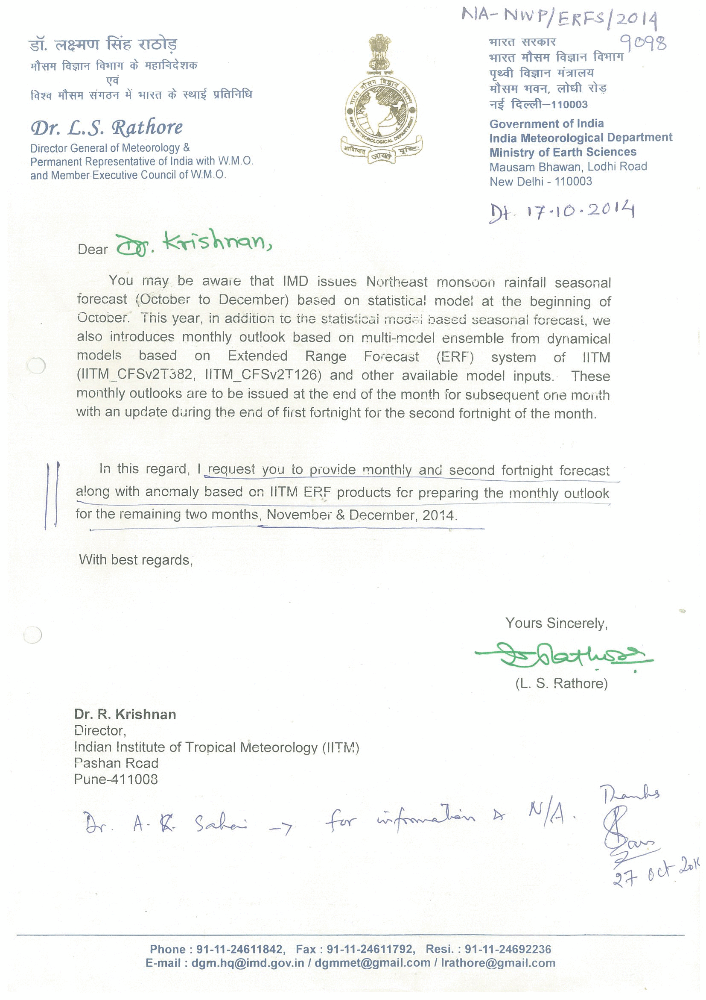 NA-NWP/ERFS/2014
9098
डॉ. लक्ष्मण सिंह राठोड़
मौसम विज्ञान विभाग के महानिदेशक
एवं
विश्व मौसम संगठन में भारत के स्थाई प्रतिनिधि
Dr. L.S. Rathore
Director General of Meteorology &
Permanent Representative of India with W.M.O.
and Member Executive Council of W.M.O.
भारत मौसम विज्ञान विभाग
INDIA METEOROLOGICAL DEPARTMENT
आदित्यात् जायते वृष्टि:
भारत सरकार
भारत मौसम विज्ञान विभाग
पृथ्वी विज्ञान मंत्रालय
मौसम भवन, लोधी रोड़
नई दिल्ली–110003
Government of India
India Meteorological Department
Ministry of Earth Sciences
Mausam Bhawan, Lodhi Road
New Delhi - 110003
Dt. 17.10.2014
Dear Dr. Krishnan,
You may be aware that IMD issues Northeast monsoon rainfall seasonal
forecast (October to December) based on statistical model at the beginning of
October. This year, in addition to the statistical model based seasonal forecast, we
also introduces monthly outlook based on multi-model ensemble from dynamical
models based on Extended Range Forecast (ERF) system of IITM
(IITM_CFSv2T382, IITM_CFSv2T126) and other available model inputs. These
monthly outlooks are to be issued at the end of the month for subsequent one month
with an update during the end of first fortnight for the second fortnight of the month.
In this regard, I request you to provide monthly and second fortnight forecast
along with anomaly based on IITM ERF products for preparing the monthly outlook
for the remaining two months, November & December, 2014.
With best regards,
Yours Sincerely,
LS Rathore
(L. S. Rathore)
Dr. R. Krishnan
Director,
Indian Institute of Tropical Meteorology (IITM)
Pashan Road
Pune-411008
Dr. A. K. Sahai → for information & N/A.
Thanks
27 Oct 201
Phone : 91-11-24611842, Fax : 91-11-24611792, Resi. : 91-11-24692236
E-mail : dgm.hq@imd.gov.in / dgmmet@gmail.com / lrathore@gmail.com